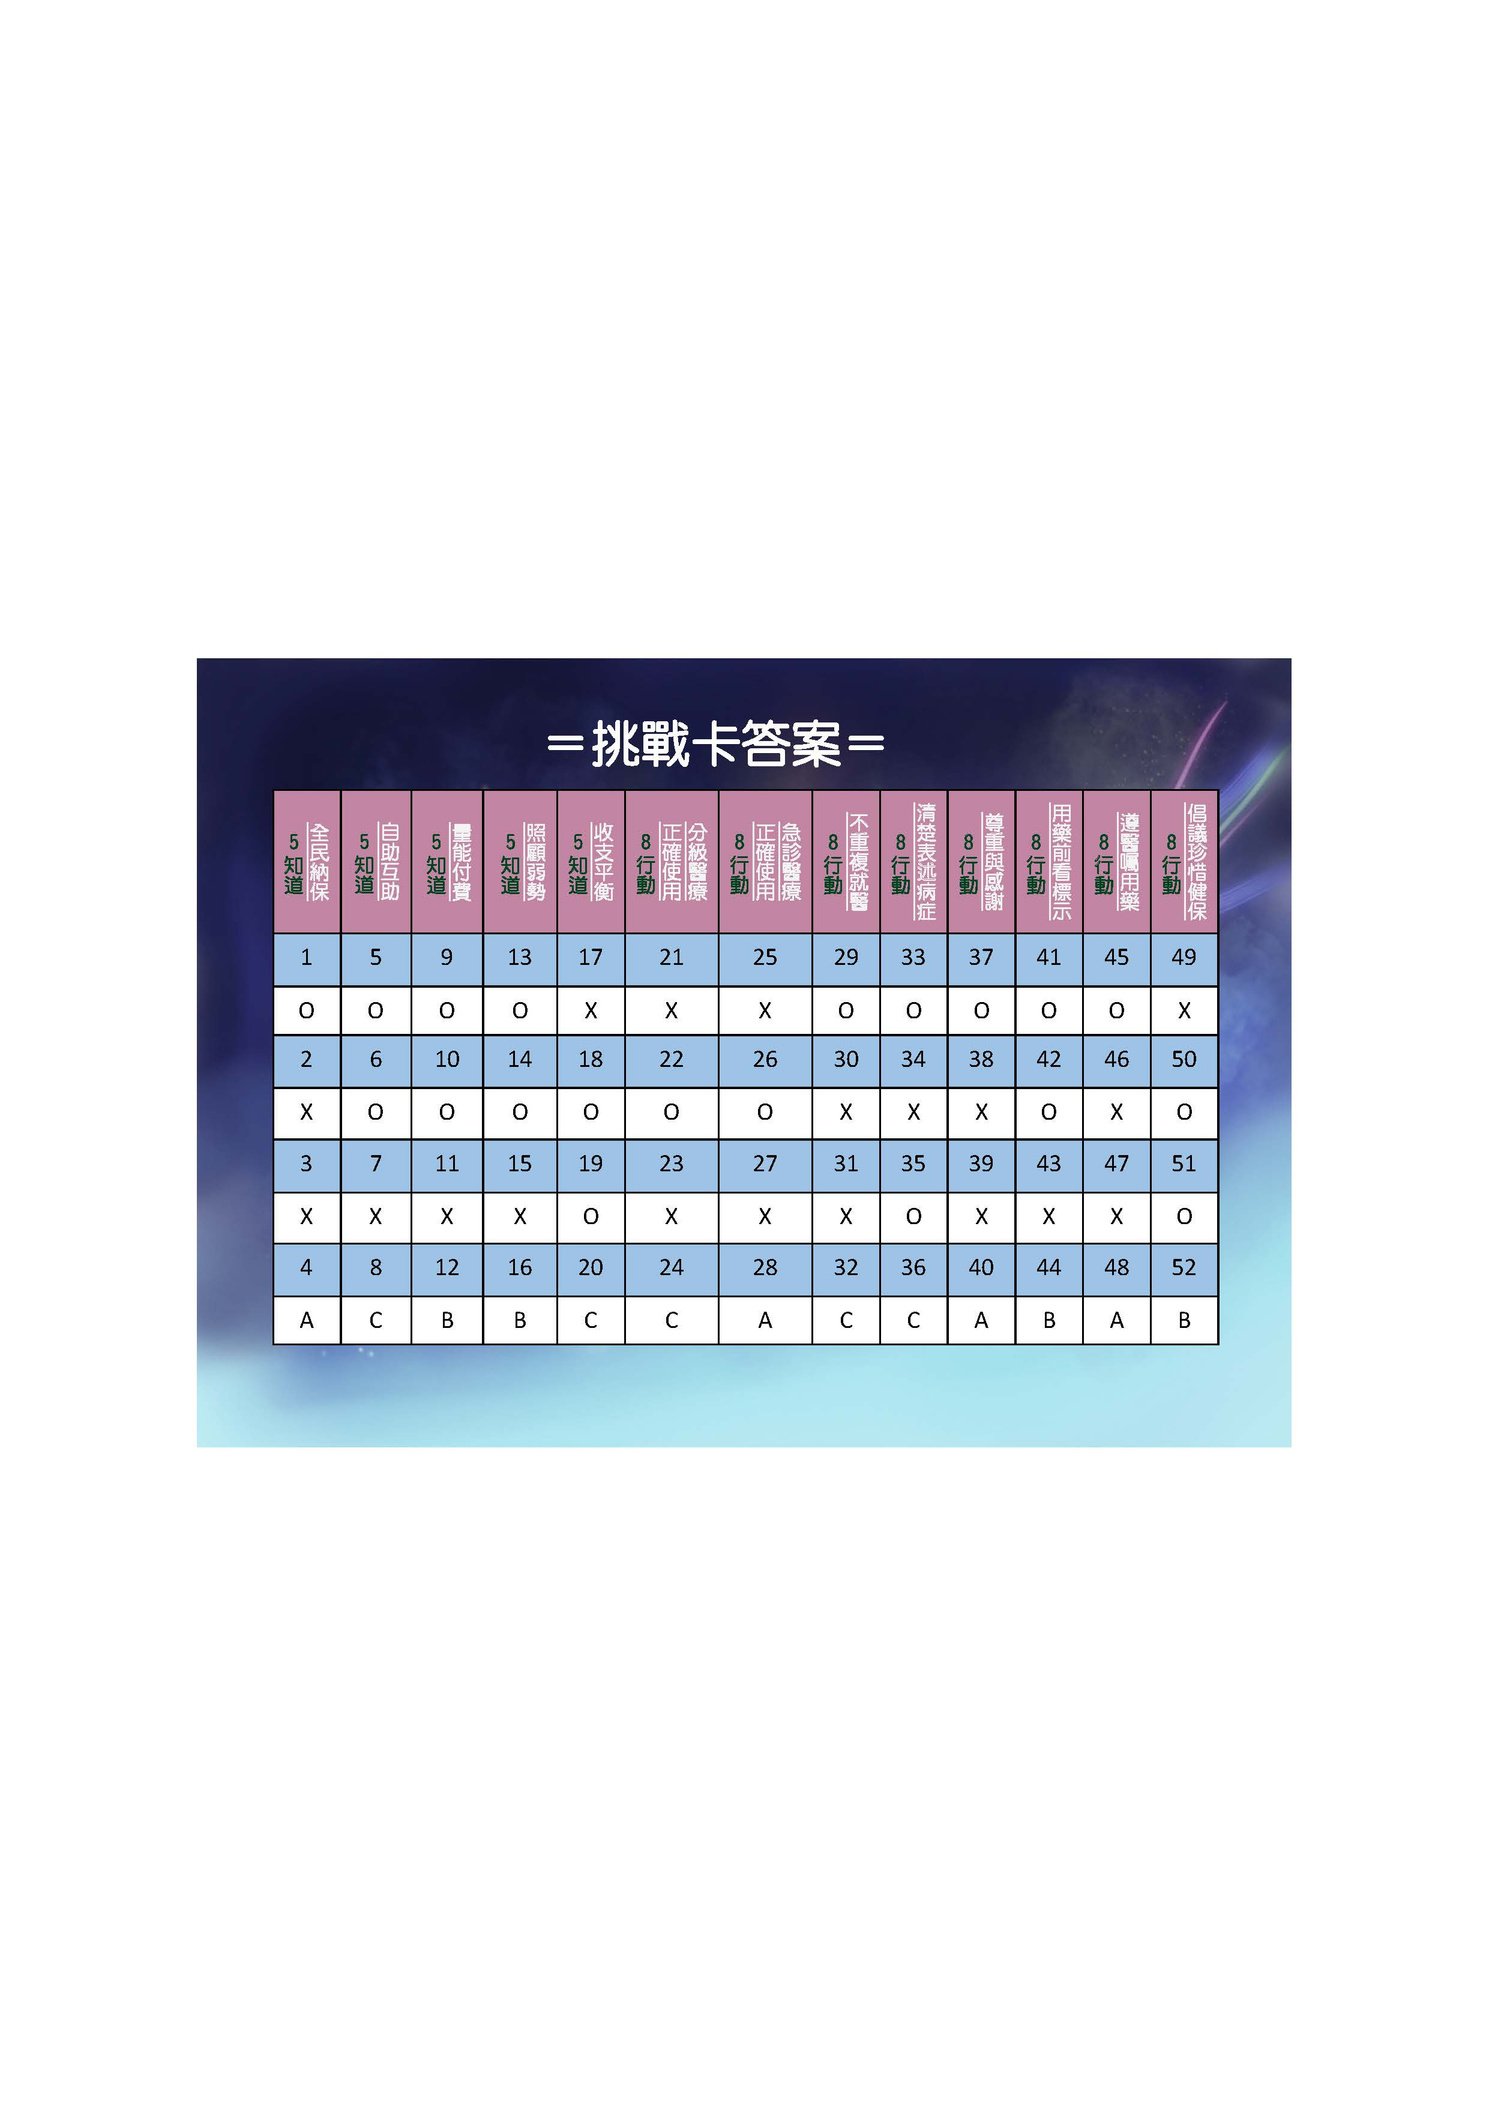 ＝挑戰卡答案＝
5知道 全民納保 5知道 自助互助 5知道 量能付費 5知道 照顧弱勢 5知道 收支平衡 8行動 正確使用分級醫療 8行動 正確使用急診醫療 8行動 不重複就醫 8行動 清楚表述病症 8行動 尊重與感謝 8行動 用藥前看標示 8行動 遵醫囑用藥 8行動 倡議珍惜健保
1 5 9 13 17 21 25 29 33 37 41 45 49
O O O O X X X O O O O O X
2 6 10 14 18 22 26 30 34 38 42 46 50
X O O O O O O X X X O X O
3 7 11 15 19 23 27 31 35 39 43 47 51
X X X X O X X X O X X X O
4 8 12 16 20 24 28 32 36 40 44 48 52
A C B B C C A C C A B A B